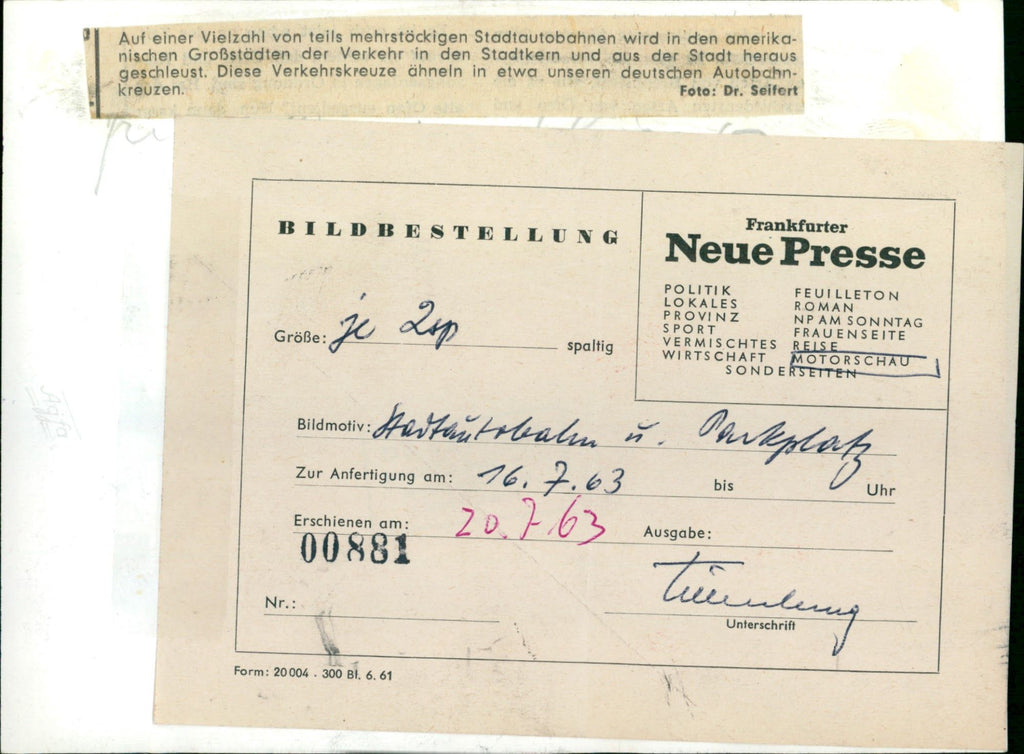 Auf einer Vielzahl von teils mehrstöckigen Stadtautobahnen wird in den amerika-
nischen Großstädten der Verkehr in den Stadtkern und aus der Stadt heraus
geschleust. Diese Verkehrskreuze ähneln in etwa unseren deutschen Autobahn-
kreuzen. Foto: Dr. Seifert
BILDBESTELLUNG
Frankfurter
Neue Presse
POLITIK
LOKALES
PROVINZ
SPORT
VERMISCHTES
WIRTSCHAFT
FEUILLETON
ROMAN
NP AM SONNTAG
FRAUENSEITE
REISE
MOTORSCHAU
SONDERSEITEN
Größe: je 2sp spaltig
Bildmotiv: Stadtautobahn u. Parkplatz
Zur Anfertigung am: 16.7.63 bis Uhr
Erschienen am: 20.7.63 Ausgabe:
00881
Nr.:
Unterschrift
Form: 20004 . 300 Bl. 6. 61
Agfa